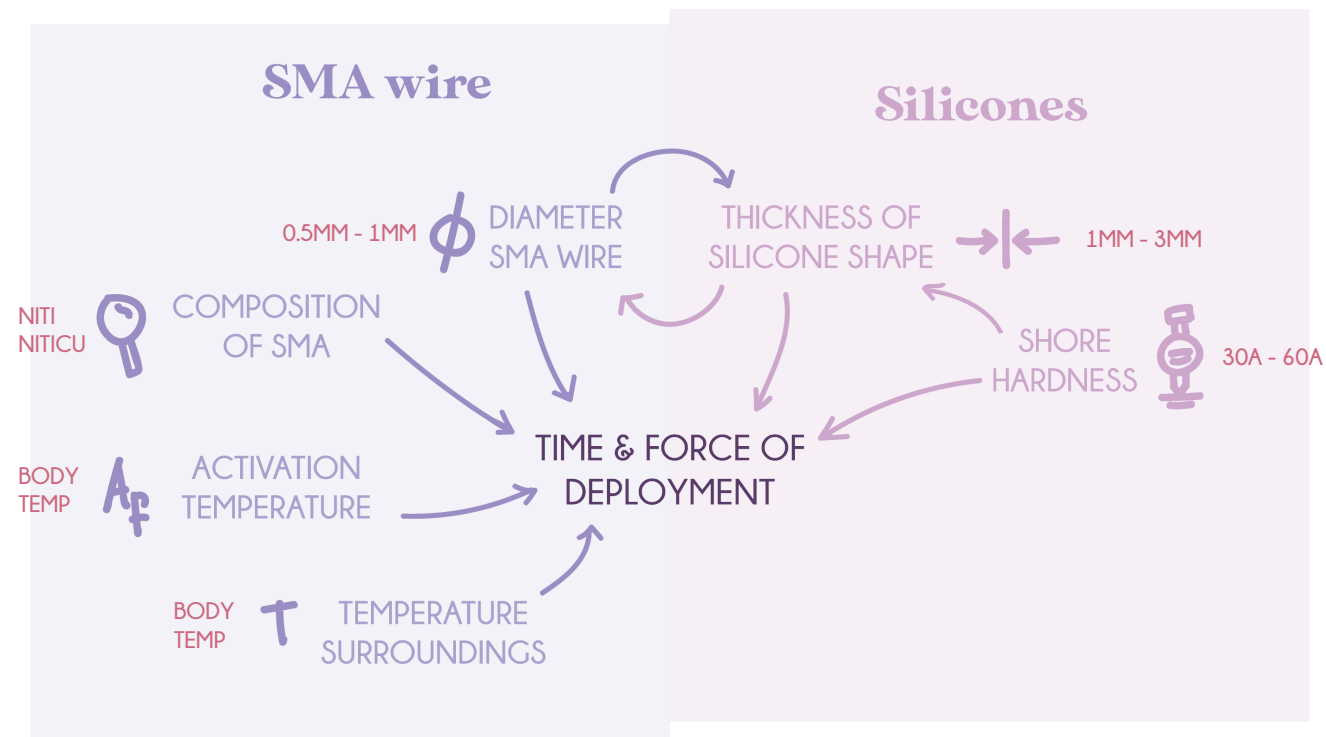 SMA wire
Silicones
0.5MM - 1MM
DIAMETER
SMA WIRE
THICKNESS OF
SILICONE SHAPE
1MM - 3MM
NITI
NITICU
COMPOSITION
OF SMA
SHORE
HARDNESS
30A - 60A
TIME & FORCE OF
DEPLOYMENT
BODY
TEMP
Af
ACTIVATION
TEMPERATURE
BODY
TEMP
T
TEMPERATURE
SURROUNDINGS